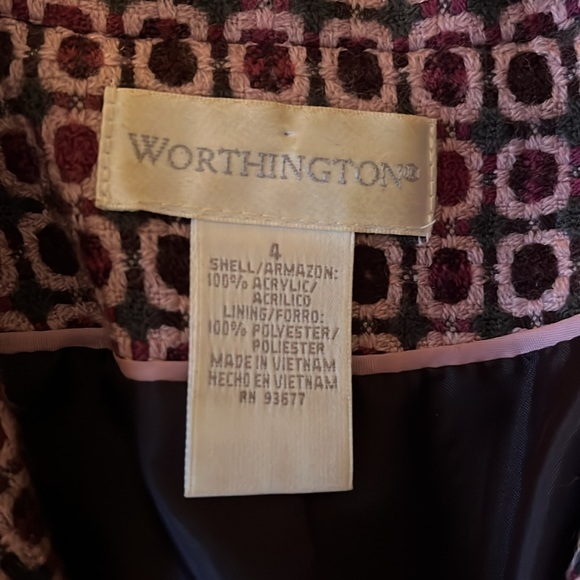 WORTHINGTON®
4
SHELL/ARMAZON:
100% ACRYLIC/
ACRILICO
LINING/FORRO:
100% POLYESTER/
POLIESTER
MADE IN VIETNAM
HECHO EN VIETNAM
RN 93677